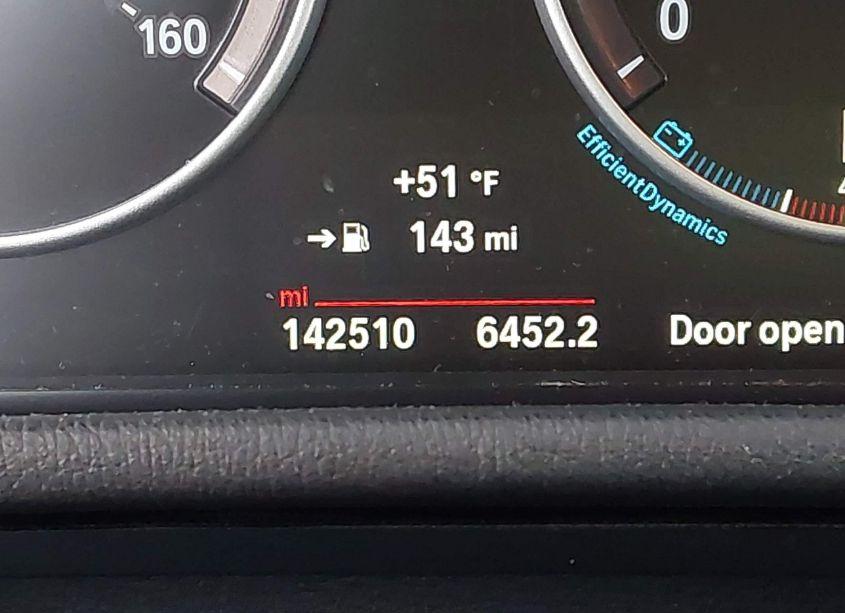 160
0
+51 °F
EfficientDynamics
→ 143 mi
mi
142510 6452.2 Door open